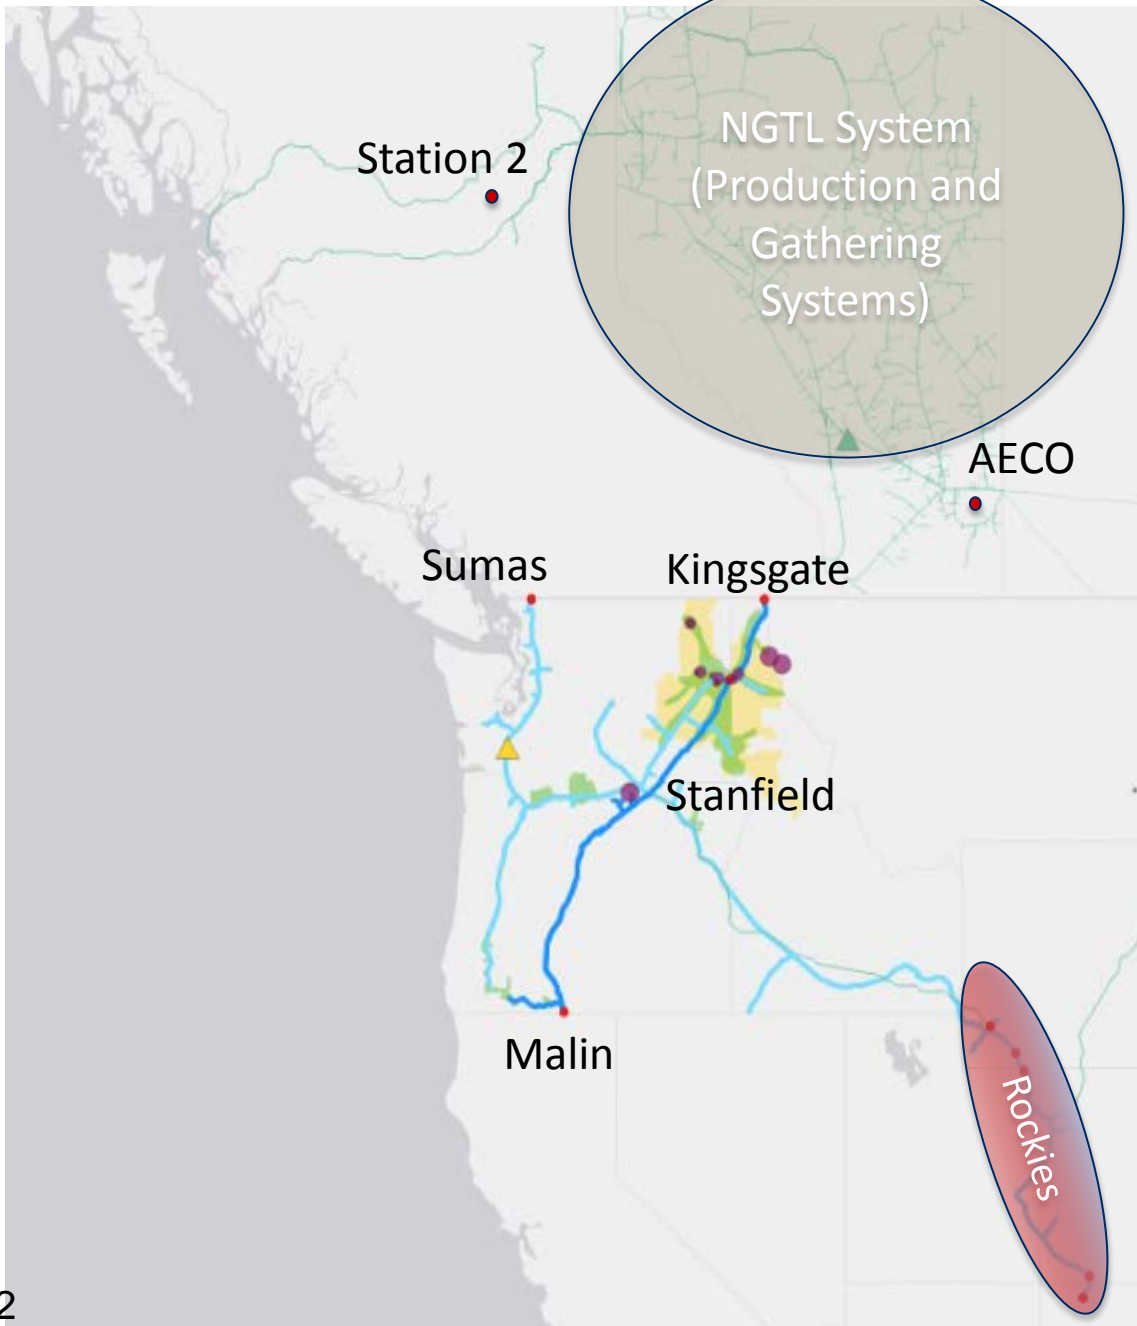 NGTL System
(Production and
Gathering
Systems)
Station 2
AECO
Sumas
Kingsgate
Stanfield
Malin
Rockies
2